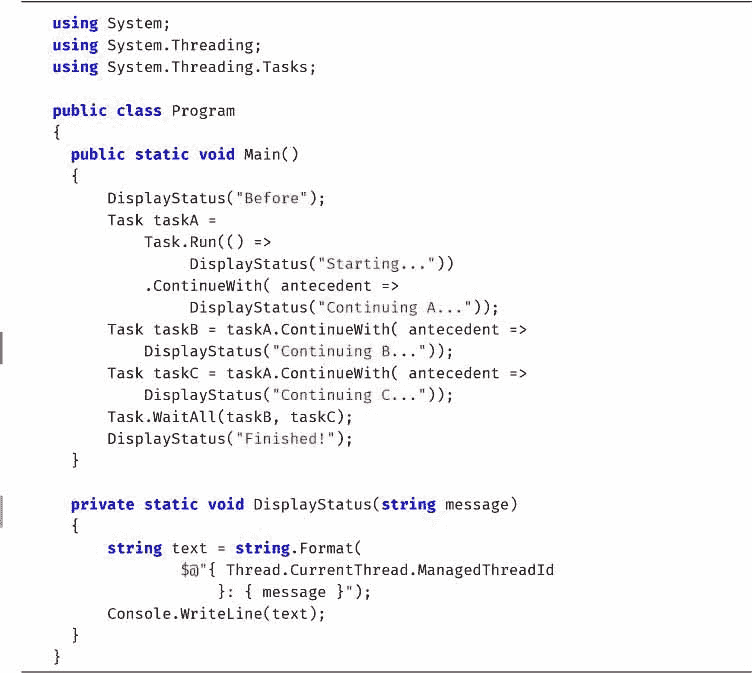 using System;
using System.Threading;
using System.Threading.Tasks;
public class Program
{
public static void Main()
{
DisplayStatus("Before");
Task taskA =
Task.Run(() =>
DisplayStatus("Starting..."))
.ContinueWith( antecedent =>
DisplayStatus("Continuing A..."));
Task taskB = taskA.ContinueWith( antecedent =>
DisplayStatus("Continuing B..."));
Task taskC = taskA.ContinueWith( antecedent =>
DisplayStatus("Continuing C..."));
Task.WaitAll(taskB, taskC);
DisplayStatus("Finished!");
}
private static void DisplayStatus(string message)
{
string text = string.Format(
$@"{ Thread.CurrentThread.ManagedThreadId
}: { message }");
Console.WriteLine(text);
}
}